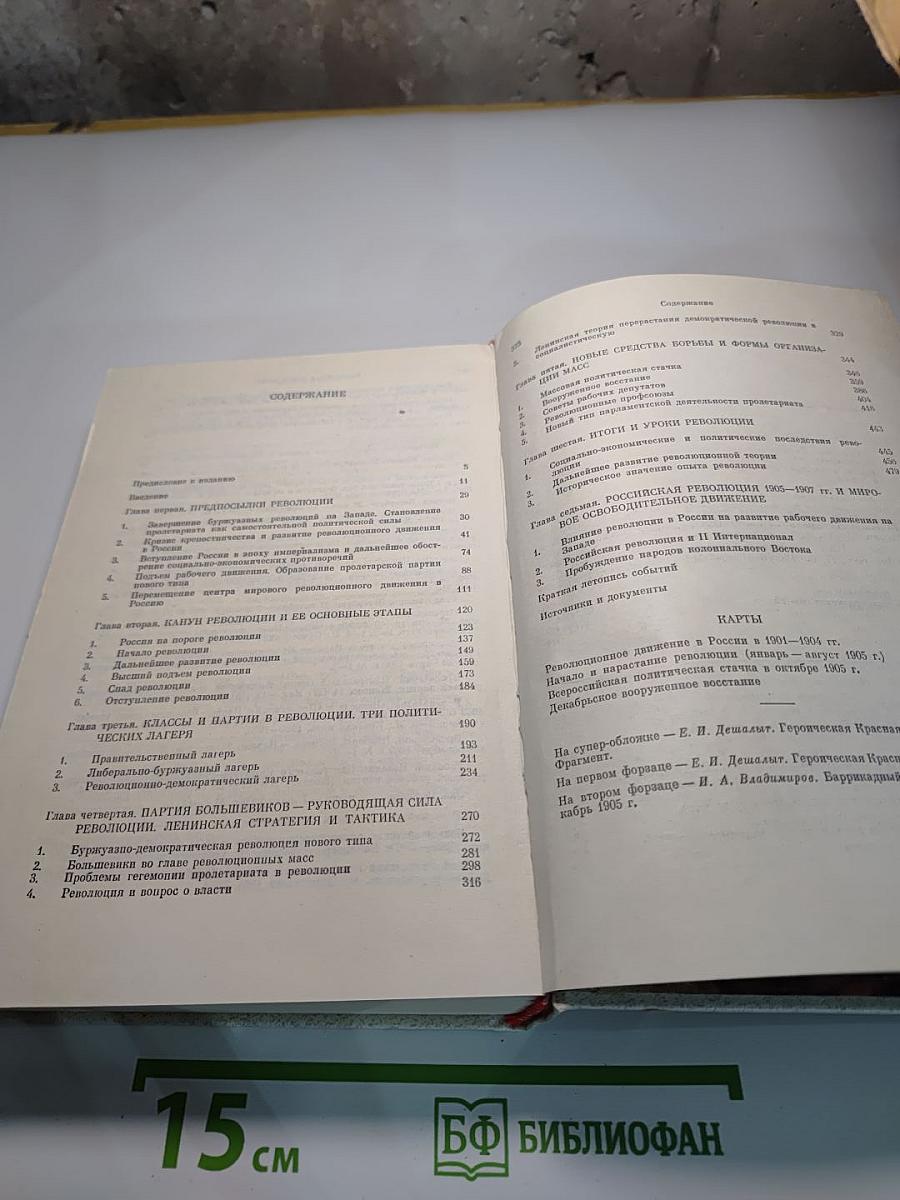 СОДЕРЖАНИЕ
Предисловие к изданию 5
Введение 11
Глава первая. ПРЕДПОСЫЛКИ РЕВОЛЮЦИИ 29
1. Завершение буржуазных революций на Западе. Становление
пролетариата как самостоятельной политической силы 30
2. Кризис крепостничества и развитие революционного движения
в России 41
3. Вступление России в эпоху империализма и дальнейшее обост-
рение социально-экономических противоречий 74
4. Подъем рабочего движения. Образование пролетарской партии
нового типа 88
5. Перемещение центра мирового революционного движения в
Россию 111
Глава вторая. КАНУН РЕВОЛЮЦИИ И ЕЕ ОСНОВНЫЕ ЭТАПЫ 120
1. Россия на пороге революции 123
2. Начало революции 137
3. Дальнейшее развитие революции 149
4. Высший подъем революции 159
5. Спад революции 173
6. Отступление революции 184
Глава третья. КЛАССЫ И ПАРТИИ В РЕВОЛЮЦИИ. ТРИ ПОЛИТИ-
ЧЕСКИХ ЛАГЕРЯ 190
1. Правительственный лагерь 193
2. Либерально-буржуазный лагерь 211
3. Революционно-демократический лагерь 234
Глава четвертая. ПАРТИЯ БОЛЬШЕВИКОВ — РУКОВОДЯЩАЯ СИЛА
РЕВОЛЮЦИИ. ЛЕНИНСКАЯ СТРАТЕГИЯ И ТАКТИКА 270
1. Буржуазно-демократическая революция нового типа 272
2. Большевики во главе революционных масс 281
3. Проблемы гегемонии пролетариата в революции 298
4. Революция и вопрос о власти 316
Содержание
5. Ленинская теория перерастания демократической революции в
социалистическую 329
Глава пятая. НОВЫЕ СРЕДСТВА БОРЬБЫ И ФОРМЫ ОРГАНИЗА-
ЦИИ МАСС 344
1. Массовая политическая стачка 346
2. Вооруженное восстание 359
3. Советы рабочих депутатов 386
4. Революционные профсоюзы 404
5. Новый тип парламентской деятельности пролетариата 416
Глава шестая. ИТОГИ И УРОКИ РЕВОЛЮЦИИ 443
1. Социально-экономические и политические последствия рево-
люции 445
2. Дальнейшее развитие революционной теории 456
3. Историческое значение опыта революции 479
Глава седьмая. РОССИЙСКАЯ РЕВОЛЮЦИЯ 1905—1907 гг. И МИРО-
ВОЕ ОСВОБОДИТЕЛЬНОЕ ДВИЖЕНИЕ
1. Влияние революции в России на развитие рабочего движения на
Западе
2. Российская революция и II Интернационал
3. Пробуждение народов колониального Востока
Краткая летопись событий
Источники и документы
КАРТЫ
Революционное движение в России в 1901—1904 гг.
Начало и нарастание революции (январь — август 1905 г.)
Всероссийская политическая стачка в октябре 1905 г.
Декабрьское вооруженное восстание
На супер-обложке — Е. И. Дешалыт. Героическая Красная
Фрагмент.
На первом форзаце — Е. И. Дешалыт. Героическая Красн
На втором форзаце — И. А. Владимиров. Баррикадный
кабрь 1905 г.
15 см
БФ БИБЛИОФАН